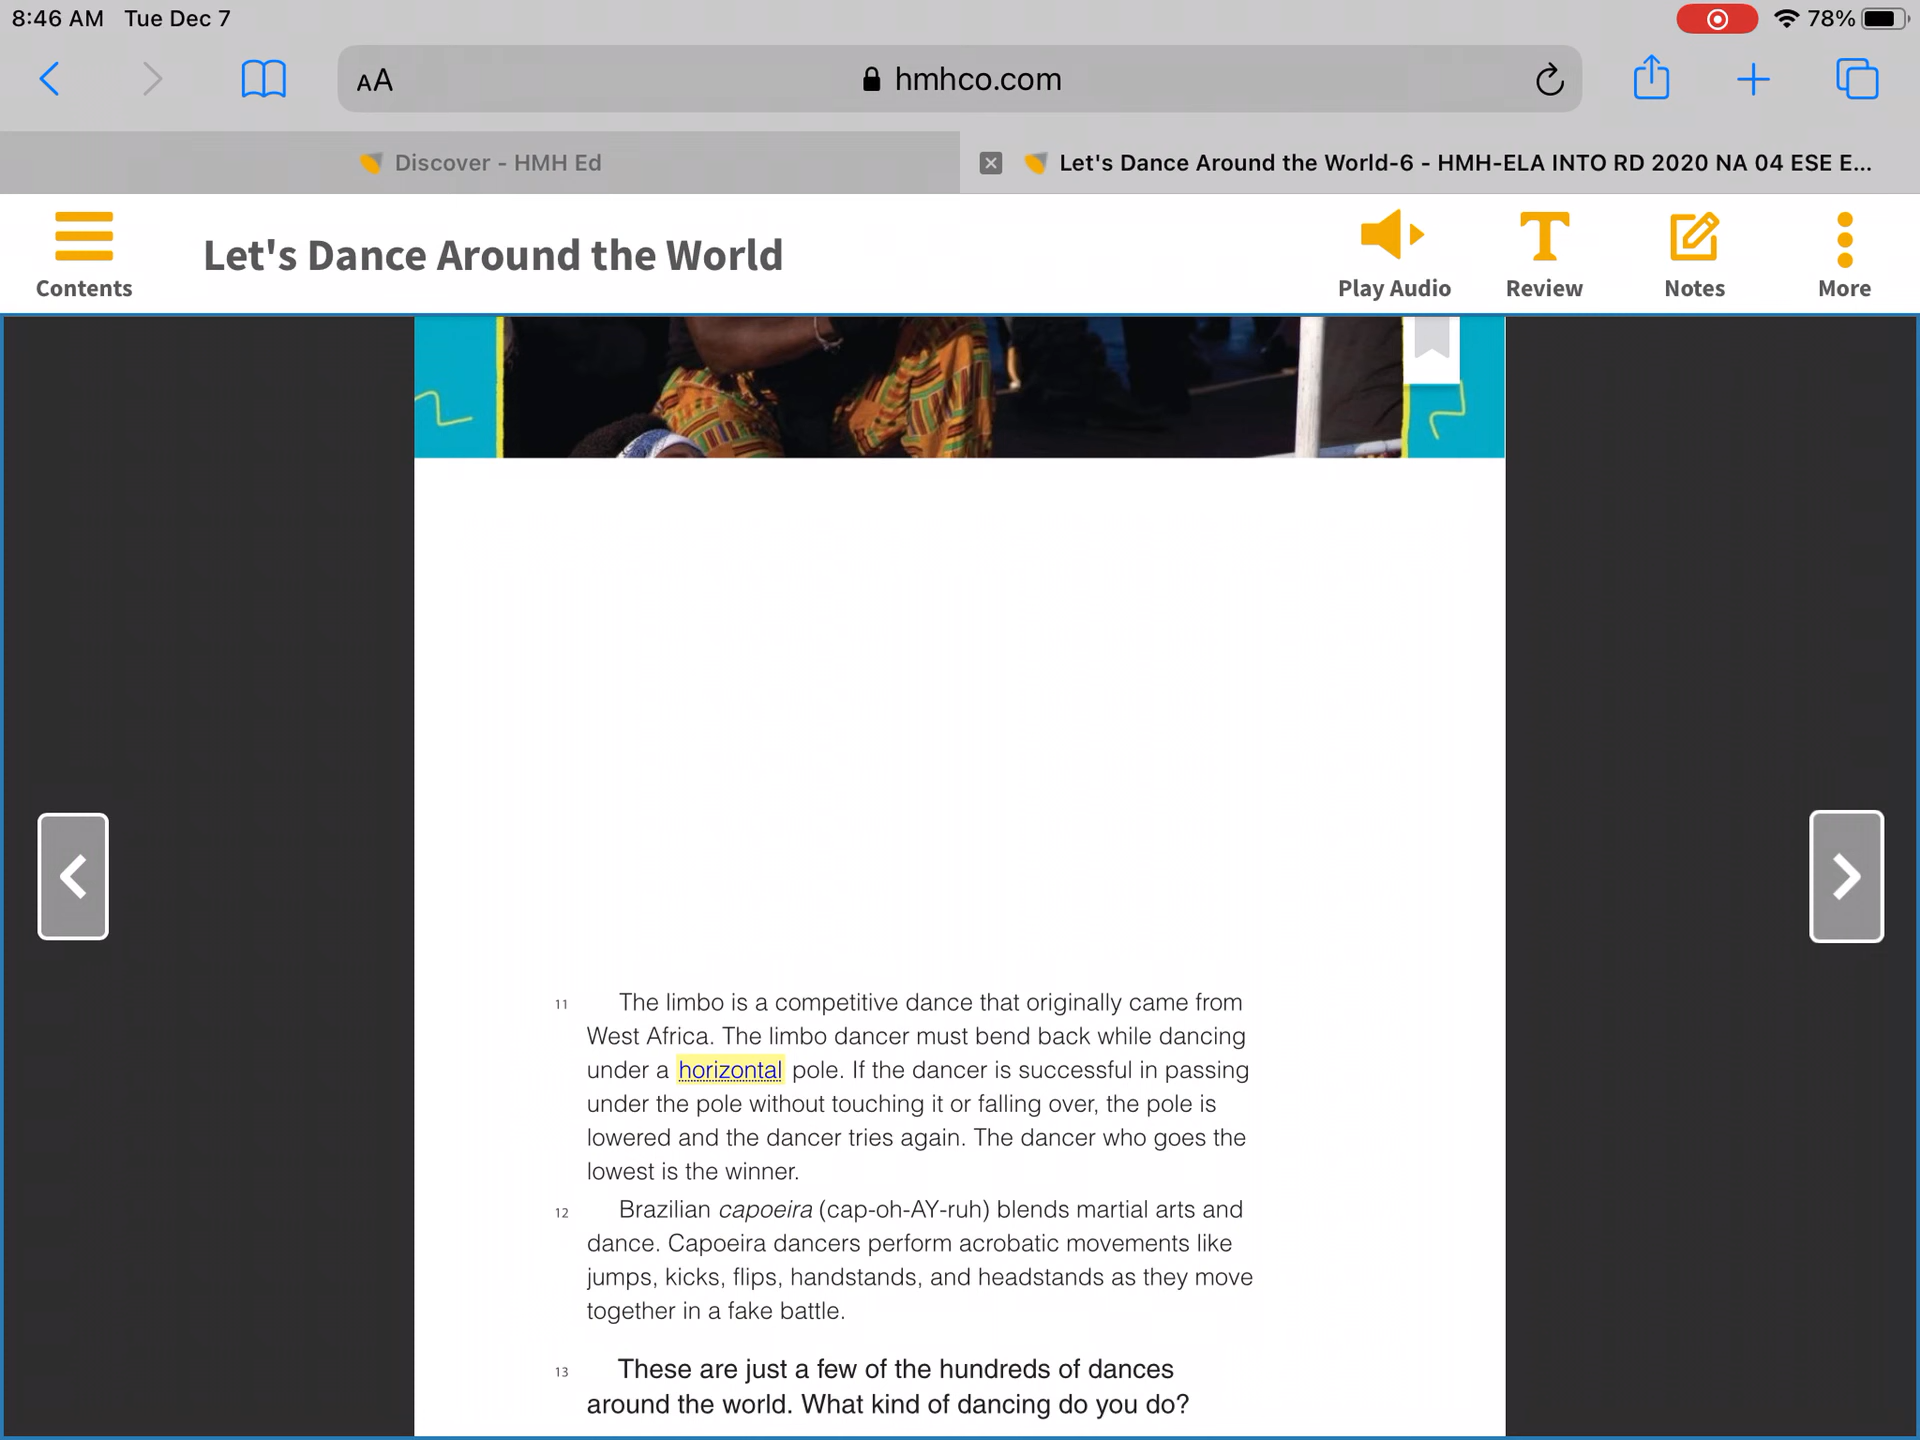 8:46 AM Tue Dec 7
78%
AA
hmhco.com
Discover - HMH Ed
Let's Dance Around the World-6 - HMH-ELA INTO RD 2020 NA 04 ESE E...
Contents
Let's Dance Around the World
Play Audio
Review
Notes
More
11 The limbo is a competitive dance that originally came from
West Africa. The limbo dancer must bend back while dancing
under a horizontal pole. If the dancer is successful in passing
under the pole without touching it or falling over, the pole is
lowered and the dancer tries again. The dancer who goes the
lowest is the winner.
12 Brazilian capoeira (cap-oh-AY-ruh) blends martial arts and
dance. Capoeira dancers perform acrobatic movements like
jumps, kicks, flips, handstands, and headstands as they move
together in a fake battle.
13 These are just a few of the hundreds of dances
around the world. What kind of dancing do you do?